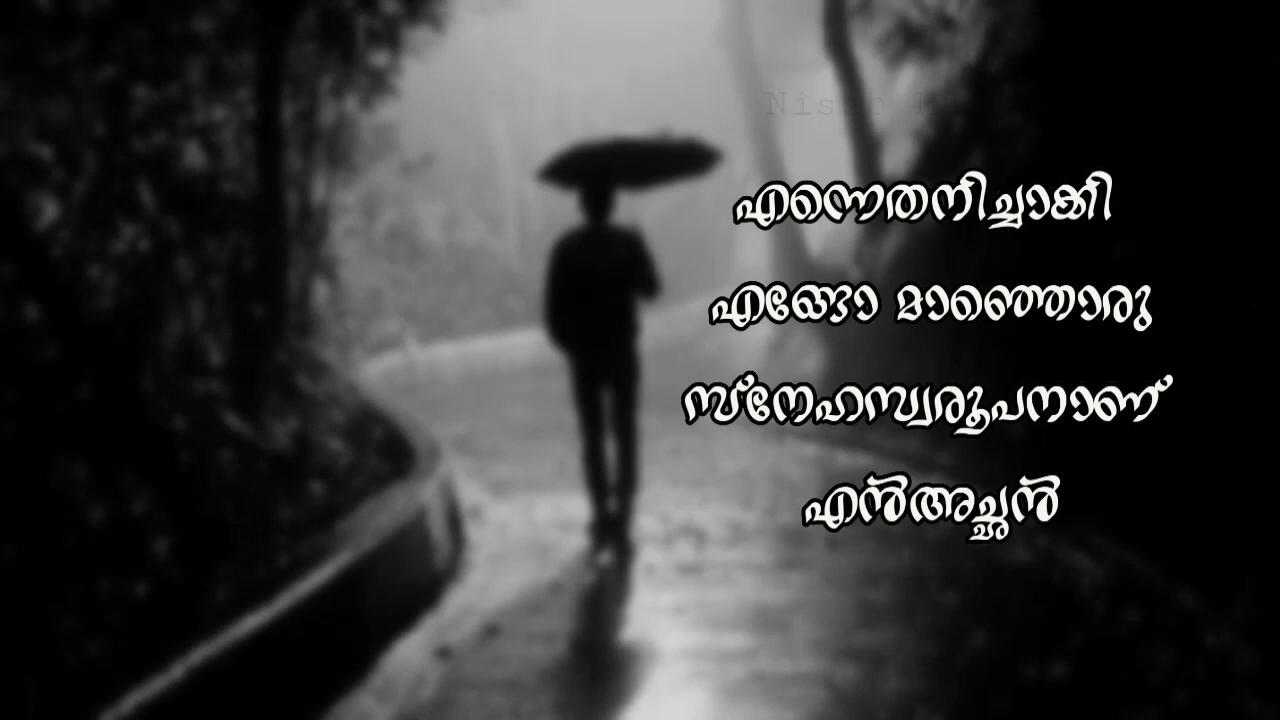 എന്നെതനിച്ചാക്കി
എങ്ങോ മാഞ്ഞൊരു
സ്നേഹസ്വരൂപനാണ്
എൻഅച്ഛൻ